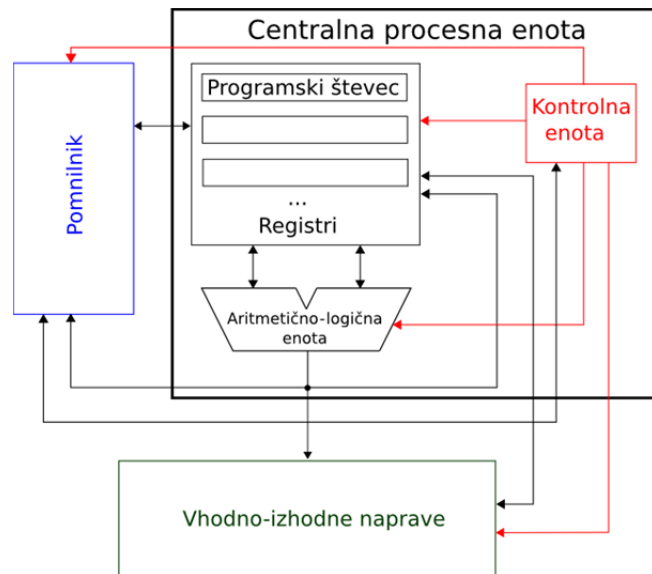 Centralna procesna enota
Programski števec
Kontrolna
enota
Pomnilnik
...
Registri
Aritmetično-logična
enota
Vhodno-izhodne naprave